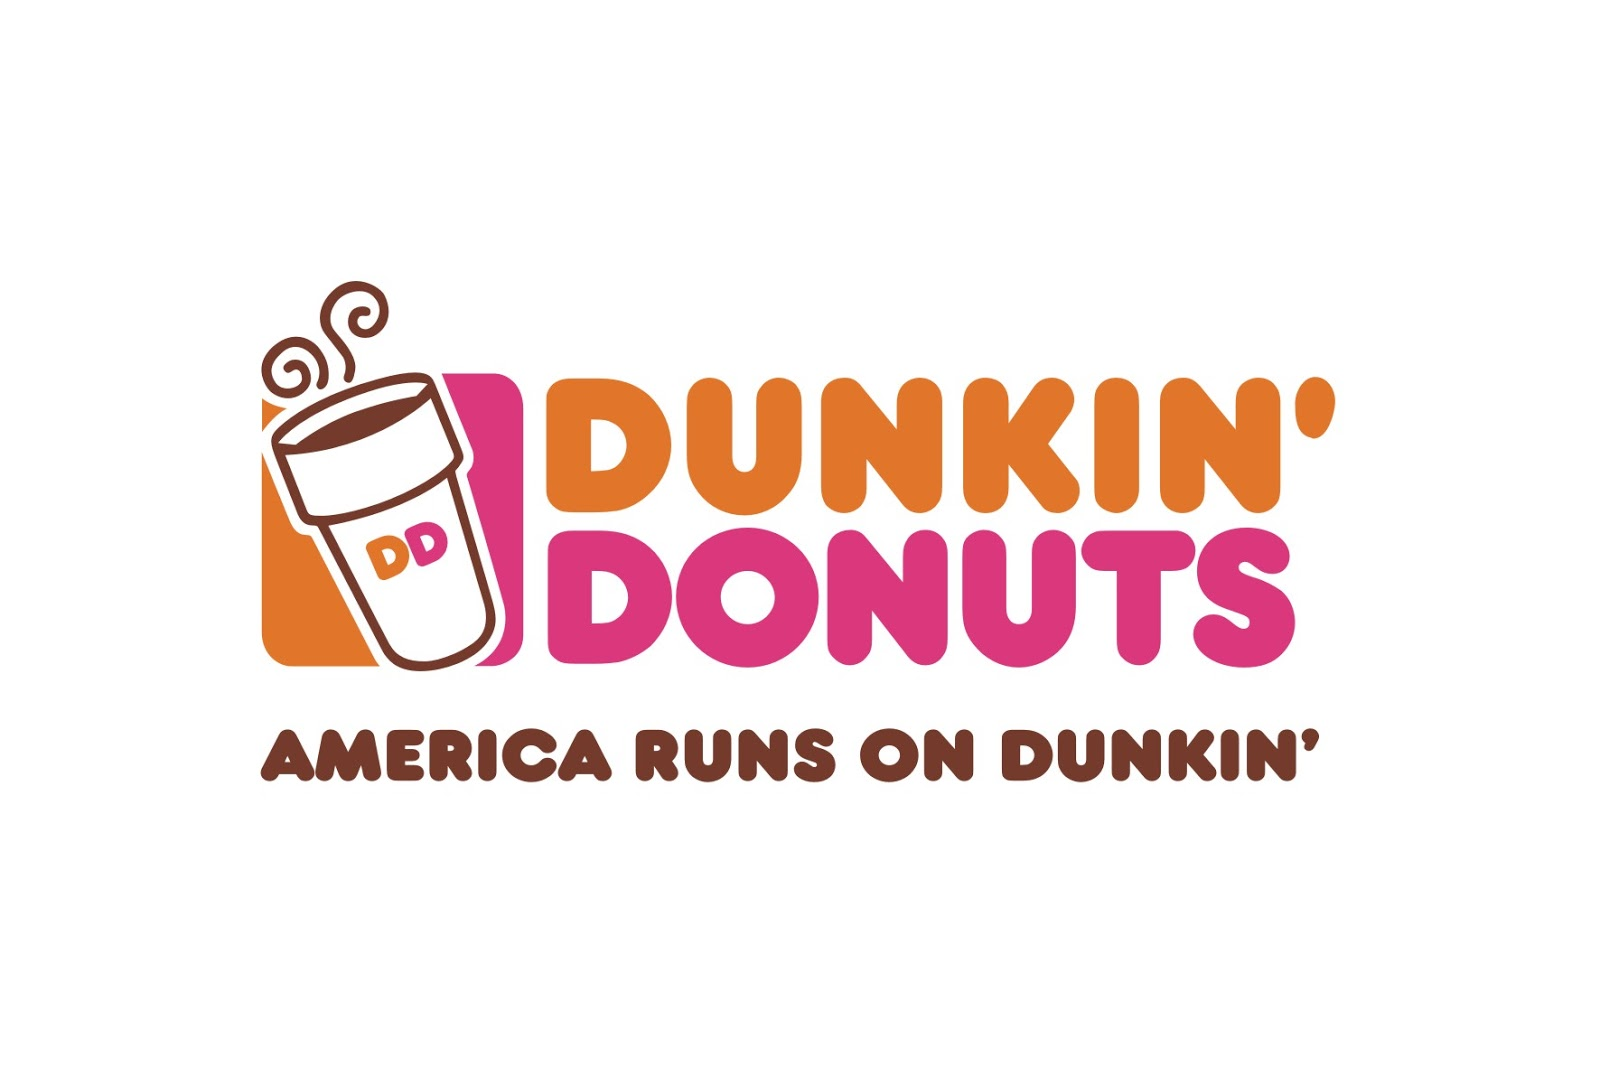 DD
DUNKIN’
DONUTS
AMERICA RUNS ON DUNKIN’